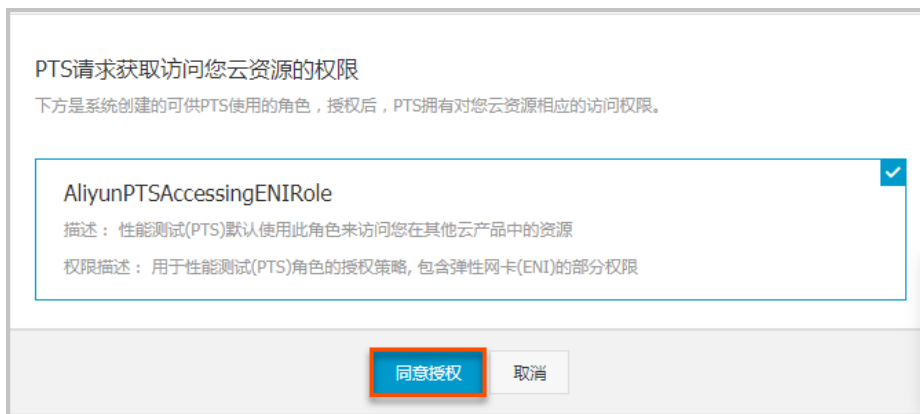 PTS请求获取访问您云资源的权限
下方是系统创建的可供PTS使用的角色，授权后，PTS拥有对您云资源相应的访问权限。
AliyunPTSAccessingENIRole
描述： 性能测试(PTS)默认使用此角色来访问您在其他云产品中的资源
权限描述： 用于性能测试(PTS)角色的授权策略, 包含弹性网卡(ENI)的部分权限
同意授权 取消